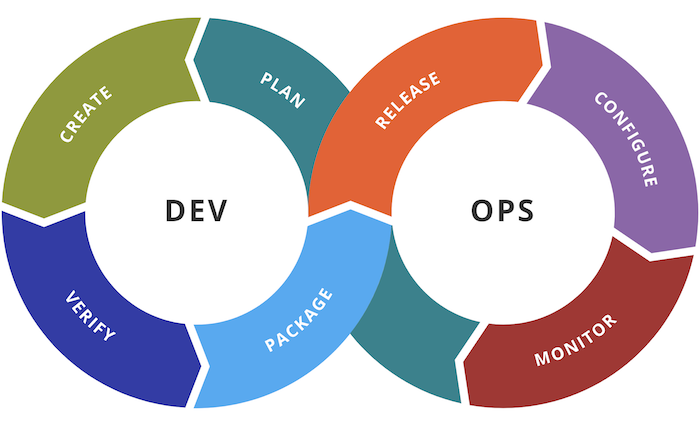 CREATE
PLAN
RELEASE
CONFIGURE
DEV
OPS
VERIFY
PACKAGE
MONITOR